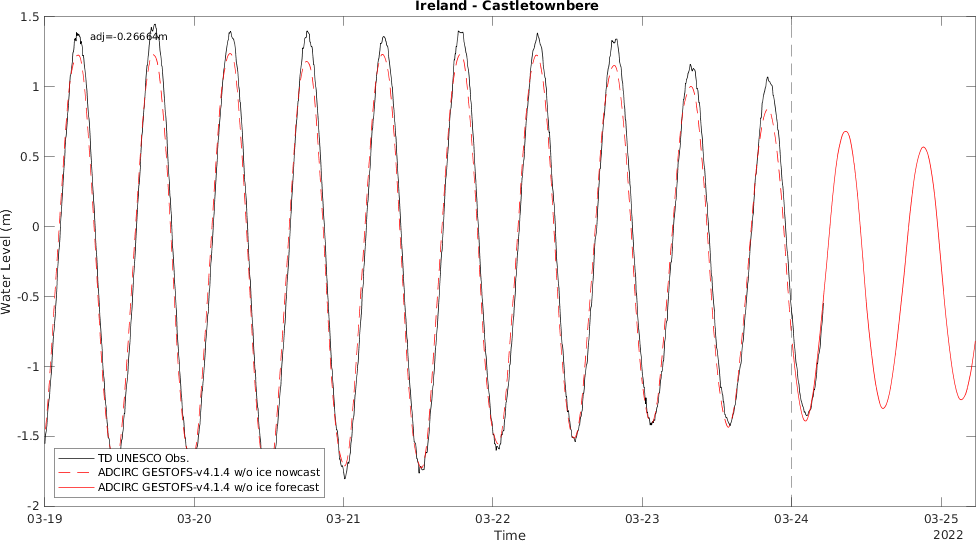 Ireland - Castletownbere
adj=-0.26664m
1.5
1
0.5
0
-0.5
-1
-1.5
-2
Water Level (m)
TD UNESCO Obs.
ADCIRC GESTOFS-v4.1.4 w/o ice nowcast
ADCIRC GESTOFS-v4.1.4 w/o ice forecast
03-19 03-20 03-21 03-22 03-23 03-24 03-25
Time
2022